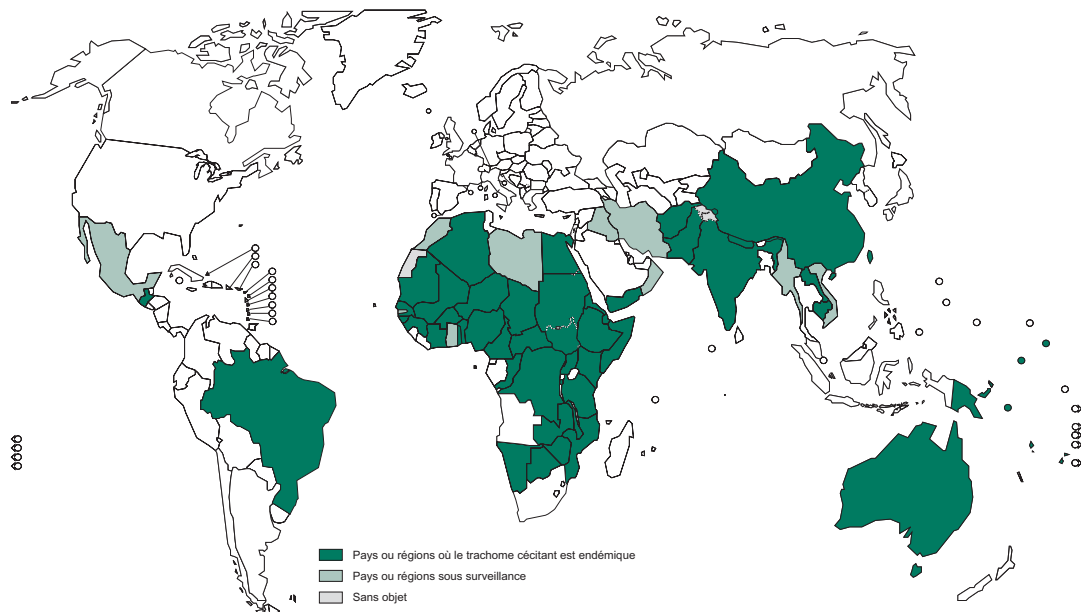 Pays ou régions où le trachome cécitant est endémique
Pays ou régions sous surveillance
Sans objet